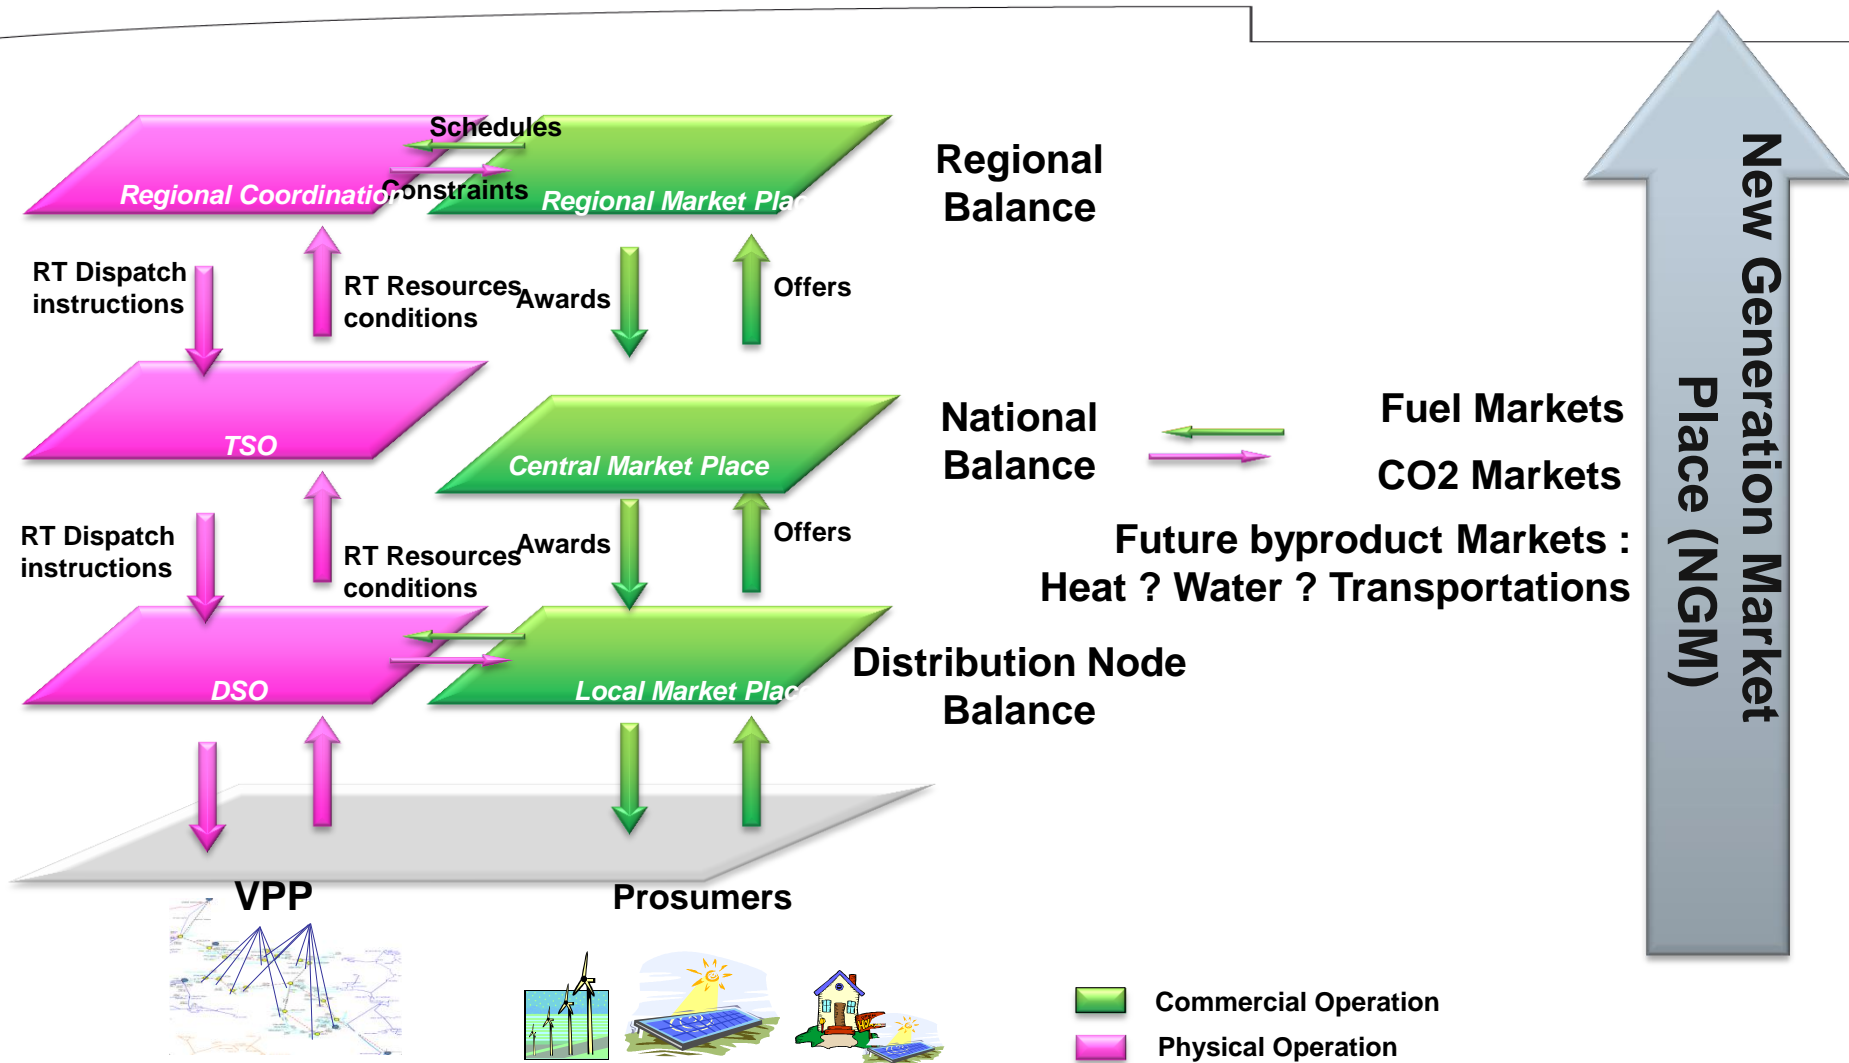 Schedules
Regional Coordination
Constraints
Regional Market Plac
Regional
Balance
RT Dispatch
instructions
RT Resources
conditions
Awards
Offers
TSO
Central Market Place
National
Balance
Fuel Markets
CO2 Markets
Future byproduct Markets :
Heat ? Water ? Transportations
RT Dispatch
instructions
RT Resources
conditions
Awards
Offers
DSO
Local Market Place
Distribution Node
Balance
VPP
Prosumers
Commercial Operation
Physical Operation
New Generation Market
Place (NGM)